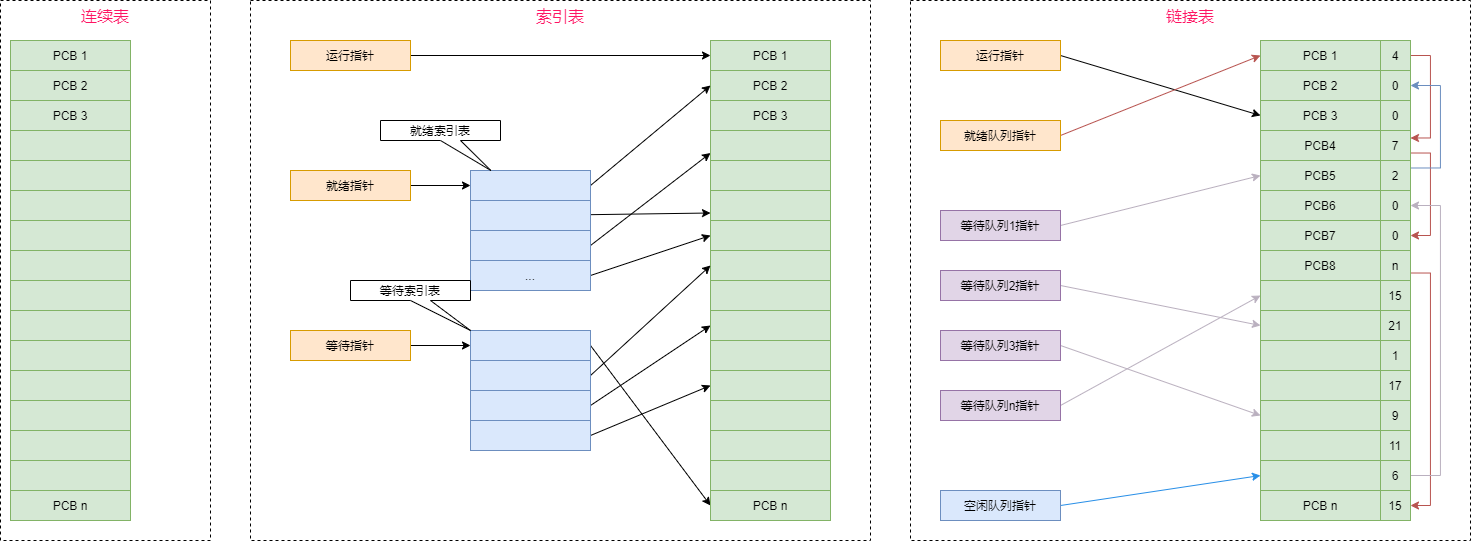 连续表
PCB 1
PCB 2
PCB 3
PCB n
索引表
运行指针
就绪索引表
就绪指针
...
等待索引表
等待指针
PCB 1
PCB 2
PCB 3
PCB n
链接表
运行指针
就绪队列指针
等待队列1指针
等待队列2指针
等待队列3指针
等待队列n指针
空闲队列指针
PCB 1 4
PCB 2 0
PCB 3 0
PCB4 7
PCB5 2
PCB6 0
PCB7 0
PCB8 n
15
21
1
17
9
11
6
PCB n 15